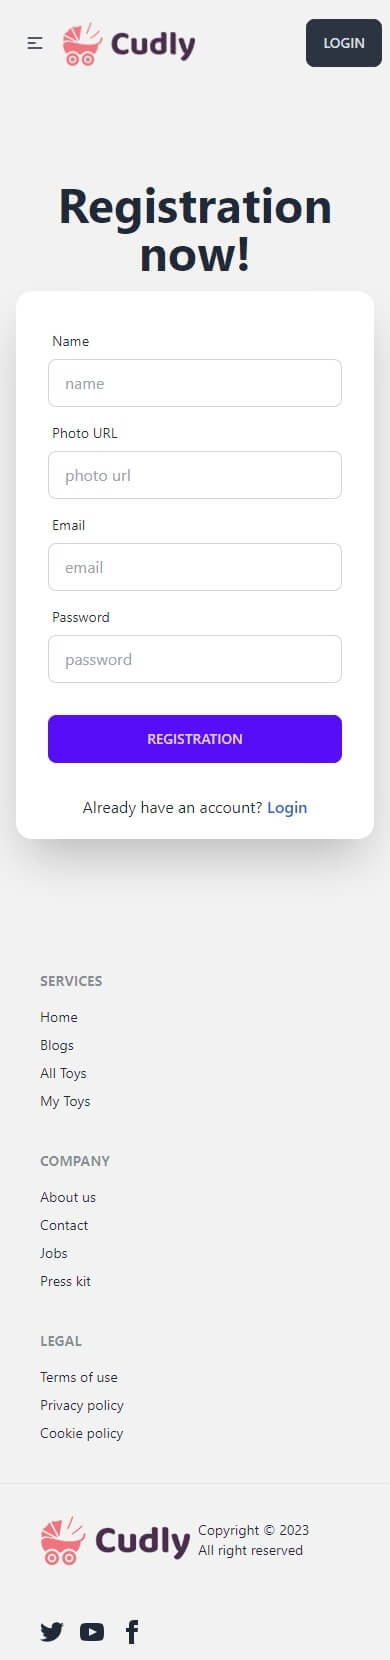 Cudly
LOGIN
Registration
now!
Name
name
Photo URL
photo url
Email
email
Password
password
REGISTRATION
Already have an account? Login
SERVICES
Home
Blogs
All Toys
My Toys
COMPANY
About us
Contact
Jobs
Press kit
LEGAL
Terms of use
Privacy policy
Cookie policy
Cudly
Copyright © 2023
All right reserved